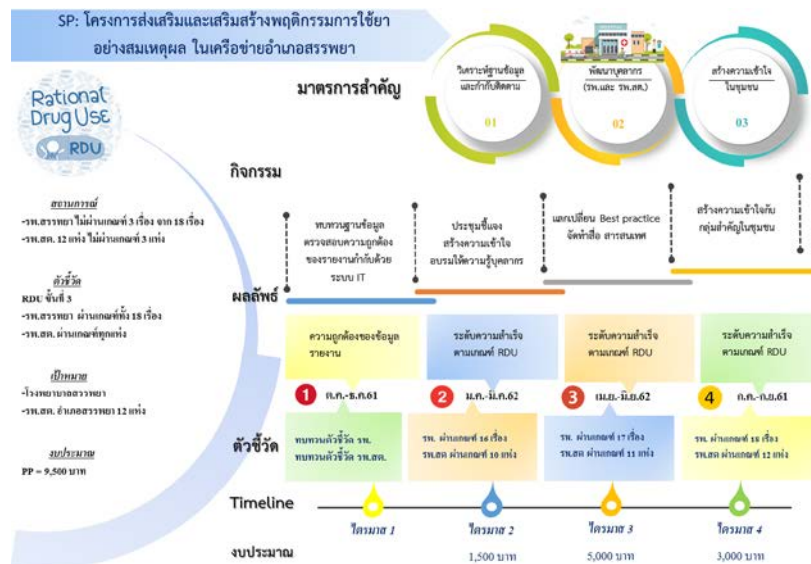 SP: โครงการส่งเสริมและเสริมสร้างพฤติกรรมการใช้ยา
อย่างสมเหตุผล ในเครือข่ายอำเภอสรรพยา
Rational
Drug Use
RDU
สถานการณ์
-รพ.สรรพยา ไม่ผ่านเกณฑ์ 3 เรื่อง จาก 18 เรื่อง
-รพ.สต. 12 แห่ง ไม่ผ่านเกณฑ์ 3 แห่ง
ตัวชี้วัด
RDU ขั้นที่ 3
-รพ.สรรพยา ผ่านเกณฑ์ทั้ง 18 เรื่อง
-รพ.สต. ผ่านเกณฑ์ทุกแห่ง
เป้าหมาย
-โรงพยาบาลสรรพยา
-รพ.สต. อำเภอสรรพยา 12 แห่ง
งบประมาณ
PP = 9,500 บาท
มาตรการสำคัญ
วิเคราะห์ฐานข้อมูล
และกำกับติดตาม
01
พัฒนาบุคลากร
(รพ.และ รพ.สต.)
02
สร้างความเข้าใจ
ในชุมชน
03
กิจกรรม
ทบทวนฐานข้อมูล
ตรวจสอบความถูกต้อง
ของรายงานกำกับด้วย
ระบบ IT
ประชุมชี้แจง
สร้างความเข้าใจ
อบรมให้ความรู้บุคลากร
แลกเปลี่ยน Best practice
จัดทำสื่อ สารสนเทศ
สร้างความเข้าใจกับ
กลุ่มสำคัญในชุมชน
ผลลัพธ์
ความถูกต้องของข้อมูล
รายงาน
ระดับความสำเร็จ
ตามเกณฑ์ RDU
ระดับความสำเร็จ
ตามเกณฑ์ RDU
ระดับความสำเร็จ
ตามเกณฑ์ RDU
1 ต.ค.-ธ.ค.61
2 ม.ค.-มี.ค.62
3 เม.ย.-มิ.ย.62
4 ก.ค.-ก.ย.61
ตัวชี้วัด
ทบทวนตัวชี้วัด รพ.
ทบทวนตัวชี้วัด รพ.สต.
รพ. ผ่านเกณฑ์ 16 เรื่อง
รพ.สต ผ่านเกณฑ์ 10 แห่ง
รพ. ผ่านเกณฑ์ 17 เรื่อง
รพ.สต ผ่านเกณฑ์ 11 แห่ง
รพ. ผ่านเกณฑ์ 18 เรื่อง
รพ.สต ผ่านเกณฑ์ 12 แห่ง
Timeline
ไตรมาส 1
ไตรมาส 2
ไตรมาส 3
ไตรมาส 4
งบประมาณ
1,500 บาท
5,000 บาท
3,000 บาท